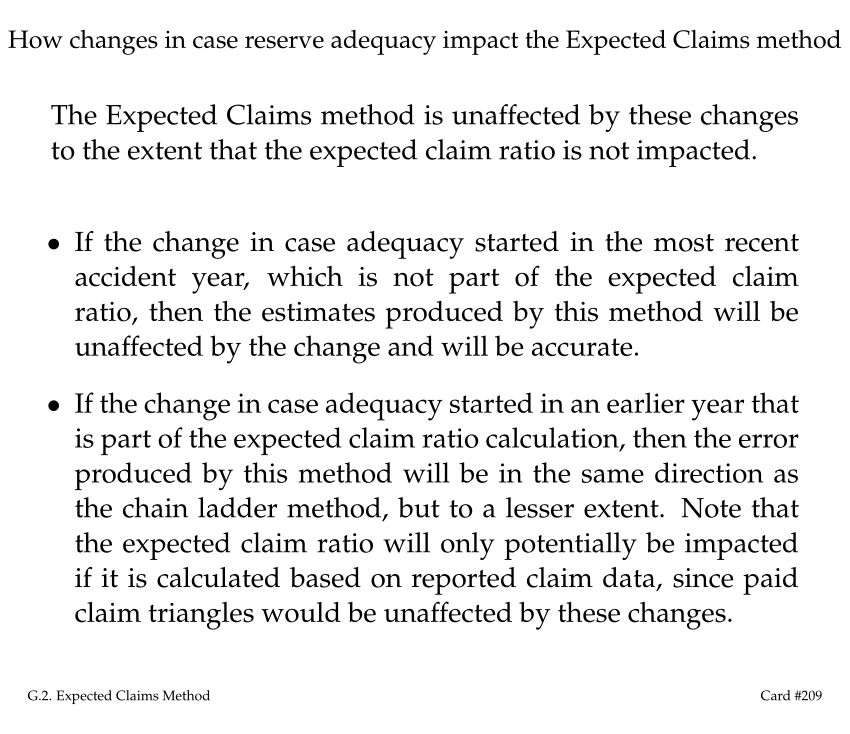 How changes in case reserve adequacy impact the Expected Claims method
The Expected Claims method is unaffected by these changes
to the extent that the expected claim ratio is not impacted.
• If the change in case adequacy started in the most recent
accident year, which is not part of the expected claim
ratio, then the estimates produced by this method will be
unaffected by the change and will be accurate.
• If the change in case adequacy started in an earlier year that
is part of the expected claim ratio calculation, then the error
produced by this method will be in the same direction as
the chain ladder method, but to a lesser extent. Note that
the expected claim ratio will only potentially be impacted
if it is calculated based on reported claim data, since paid
claim triangles would be unaffected by these changes.
G.2. Expected Claims Method
Card #209